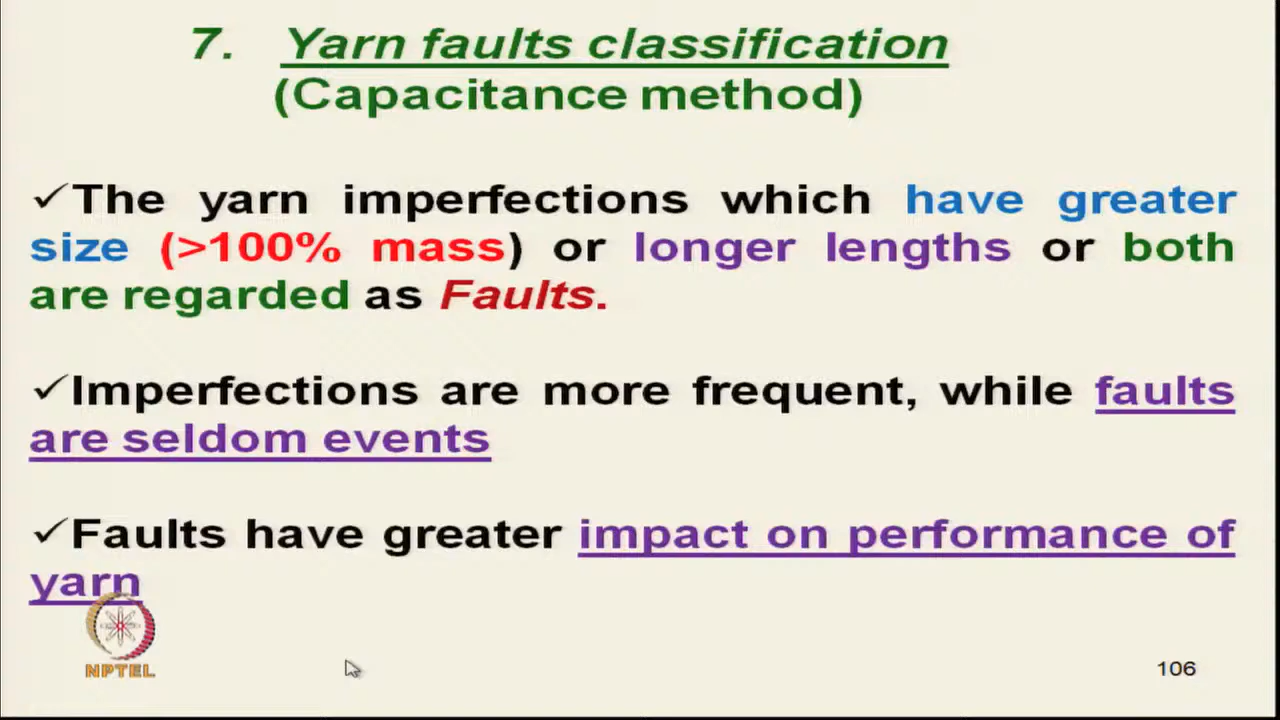 7. Yarn faults classification
(Capacitance method)
✓The yarn imperfections which have greater
size (>100% mass) or longer lengths or both
are regarded as Faults.
✓Imperfections are more frequent, while faults
are seldom events
✓Faults have greater impact on performance of
yarn
NPTEL
106